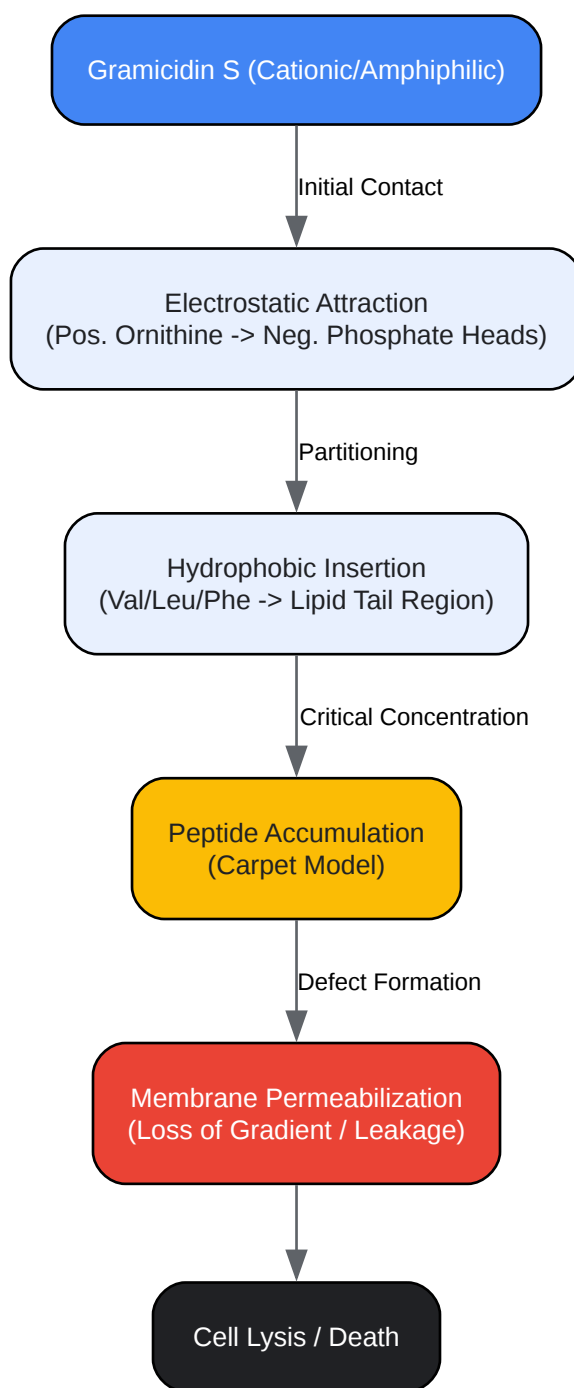 Gramicidin S (Cationic/Amphiphilic)
Initial Contact
Electrostatic Attraction
(Pos. Ornithine -> Neg. Phosphate Heads)
Partitioning
Hydrophobic Insertion
(Val/Leu/Phe -> Lipid Tail Region)
Critical Concentration
Peptide Accumulation
(Carpet Model)
Defect Formation
Membrane Permeabilization
(Loss of Gradient / Leakage)
Cell Lysis / Death